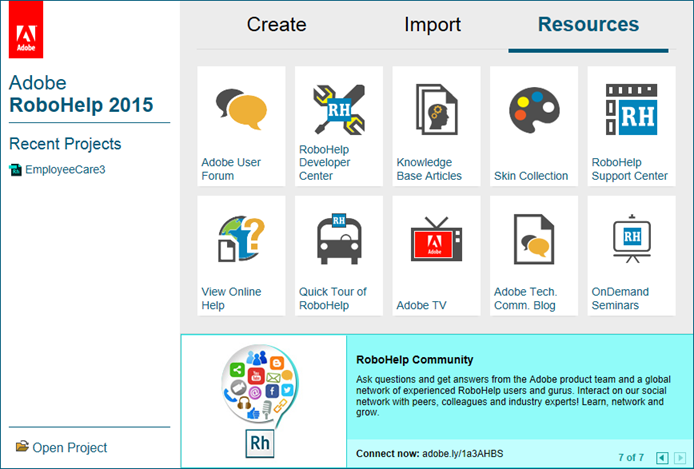 Adobe
Create
Import
Resources
Adobe
RoboHelp 2015
Recent Projects
EmployeeCare3
Open Project
Adobe User
Forum
RH
RoboHelp
Developer
Center
Knowledge
Base Articles
Skin Collection
RH
RoboHelp
Support Center
View Online
Help
RH
Quick Tour of
RoboHelp
Adobe
Adobe TV
Adobe Tech.
Comm. Blog
RH
OnDemand
Seminars
You
Tube
Rh
RoboHelp Community
Ask questions and get answers from the Adobe product team and a global
network of experienced RoboHelp users and gurus. Interact on our social
network with peers, colleagues and industry experts! Learn, network and
grow.
Connect now: adobe.ly/1a3AHBS
7 of 7